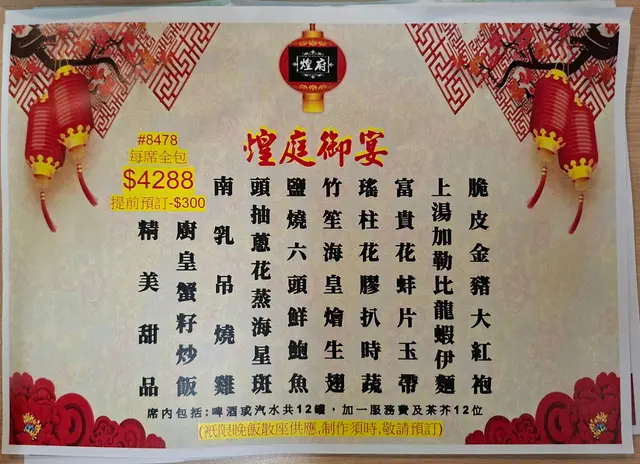 煌府
煌庭御宴
#8478
每席全包
$4288
提前預訂-$300
脆皮金豬大紅袍
上湯加勒比龍蝦伊麵
富貴花蚌片玉帶
瑤柱花膠扒時蔬
竹笙海皇燴生翅
鹽燒六頭鮮鮑魚
頭抽蔥花蒸海星斑
南乳吊燒雞
廚皇蟹籽炒飯
精美甜品
席內包括:啤酒或汽水共12罐，加一服務費及茶芥12位
(衹限晚飯散座供應,制作須時,敬請預訂)